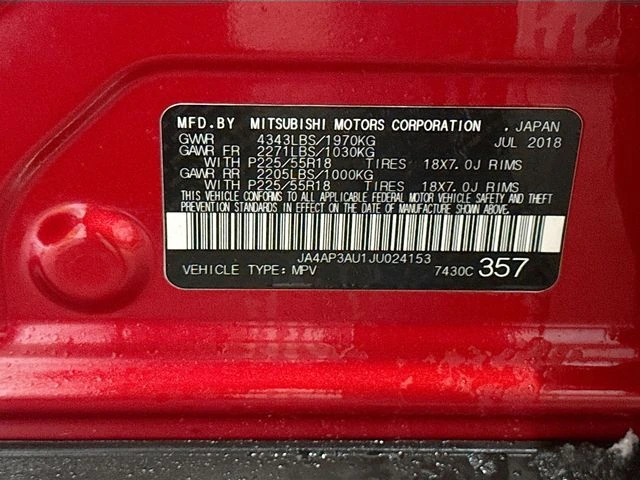 MFD.BY MITSUBISHI MOTORS CORPORATION , JAPAN
GVWR 4343LBS/1970KG JUL 2018
GAWR FR 2271LBS/1030KG
WITH P225/55R18 TIRES 18X7.0J RIMS
GAWR RR 2205LBS/1000KG
WITH P225/55R18 TIRES 18X7.0J RIMS
THIS VEHICLE CONFORMS TO ALL APPLICABLE FEDERAL MOTOR VEHICLE SAFETY AND THEFT
PREVENTION STANDARDS IN EFFECT ON THE DATE OF MANUFACTURE SHOWN ABOVE.
JA4AP3AU1JU024153
VEHICLE TYPE: MPV 7430C 357